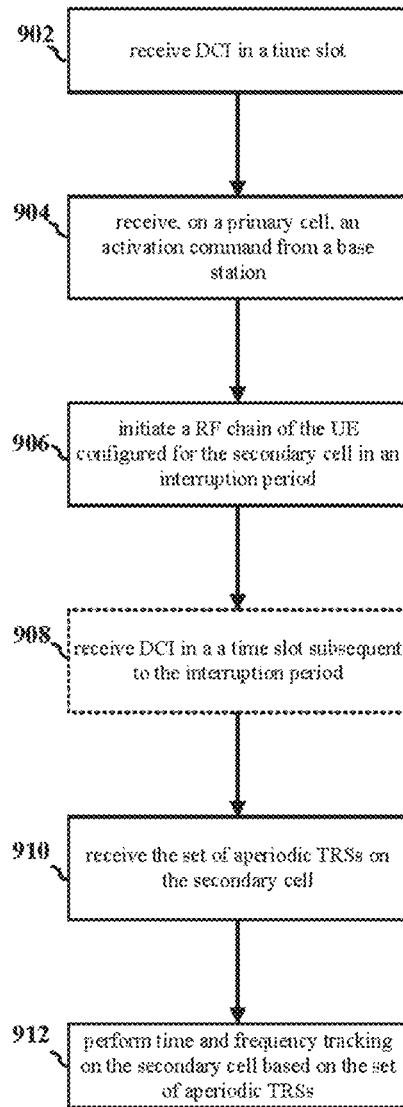 902
receive DCI in a time slot
904
receive, on a primary cell, an
activation command from a base
station
906
initiate a RF chain of the UE
configured for the secondary cell in an
interruption period
908
receive DCI in a a time slot subsequent
to the interruption period
910
receive the set of aperiodic TRSs on
the secondary cell
912
perform time and frequency tracking
on the secondary cell based on the set
of aperiodic TRSs